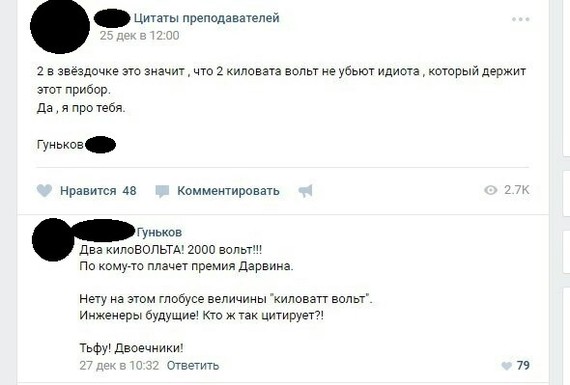 Цитаты преподавателей
25 дек в 12:00
2 в звёздочке это значит , что 2 киловата вольт не убьют идиота , который держит
этот прибор.
Да , я про тебя.
Гуньков
Нравится 48 Комментировать 2.7K
Гуньков
Два килоВОЛЬТА! 2000 вольт!!!
По кому-то плачет премия Дарвина.
Нету на этом глобусе величины "киловатт вольт".
Инженеры будущие! Кто ж так цитирует?!
Тьфу! Двоечники!
27 дек в 10:32 Ответить 79